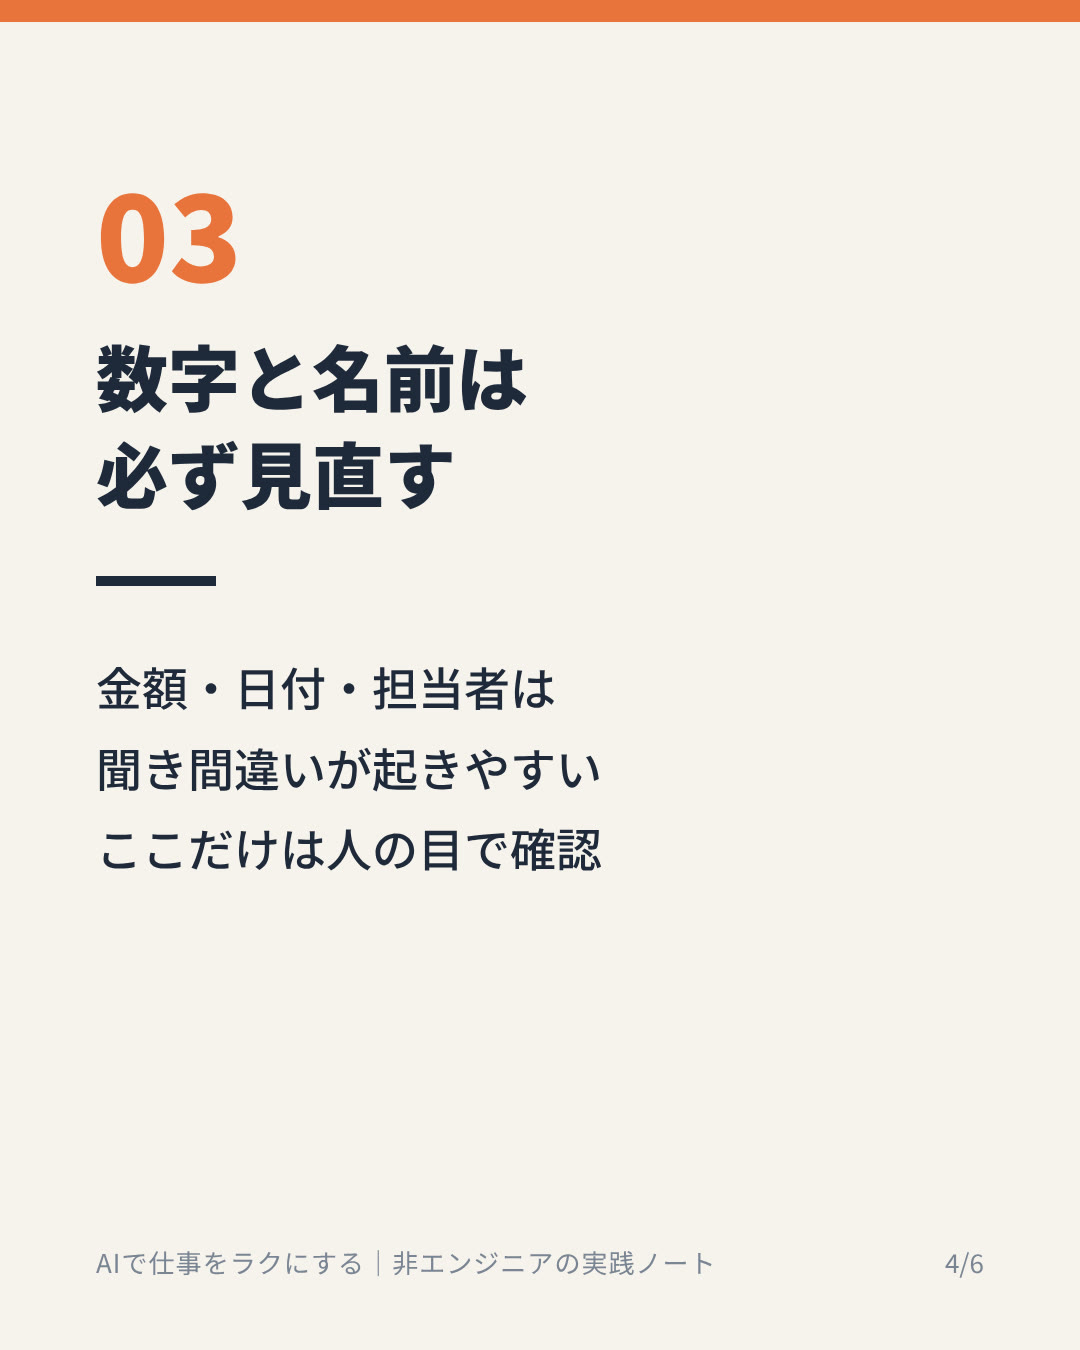 03
数字と名前は
必ず見直す
金額・日付・担当者は
聞き間違いが起きやすい
ここだけは人の目で確認
AIで仕事をラクにする｜非エンジニアの実践ノート
4/6